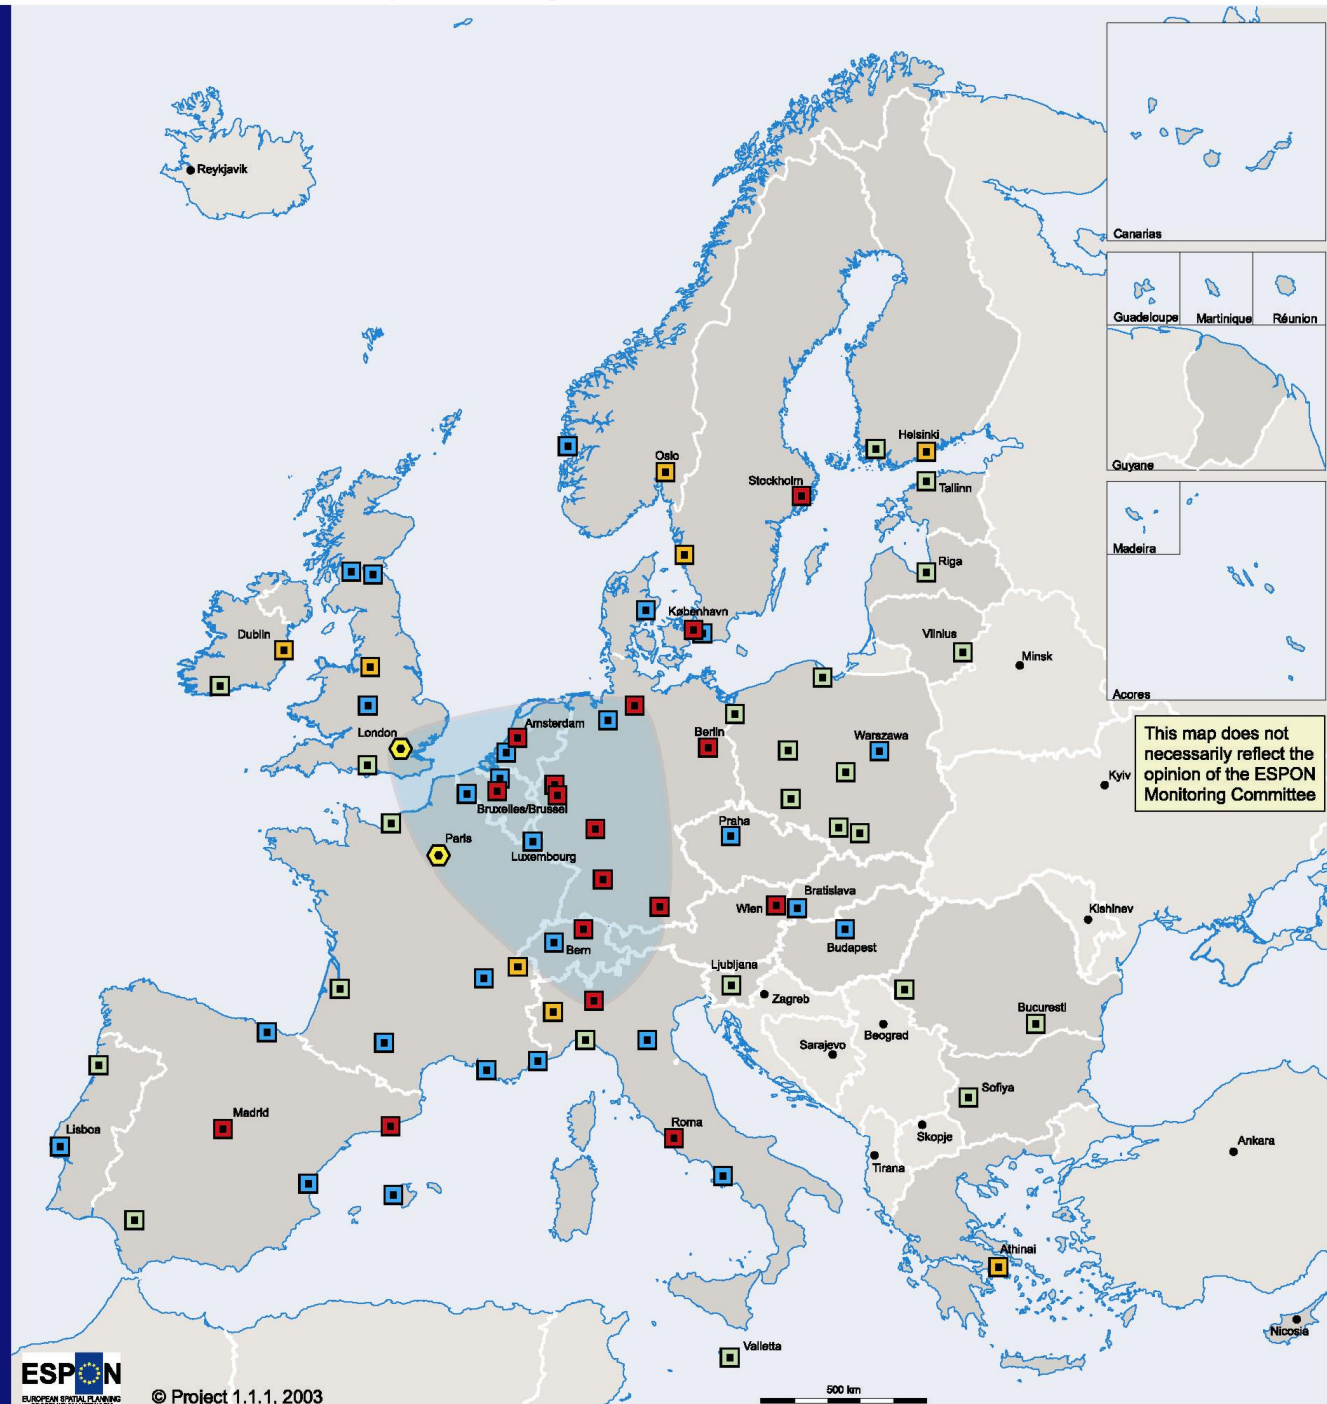 Reykjavik
Canarias
Guadeloupe
Martinique
Réunion
Guyane
Madeira
Acores
Helsinki
Oslo
Stockholm
Tallinn
Riga
København
Vilnius
Minsk
Dublin
London
Amsterdam
Berlin
Warszawa
This map does not
necessarily reflect the
opinion of the ESPON
Monitoring Committee
Kyiv
Bruxelles/Brussel
Praha
Paris
Luxembourg
Bratislava
Wien
Kishinev
Budapest
Bern
Ljubljana
Zagreb
Bucuresti
Beograd
Sarajevo
Sofiya
Madrid
Lisboa
Roma
Skopje
Ankara
Tirana
Athinai
Nicosia
Valletta
ESPON
EUROPEAN SPATIAL PLANNING
© Project 1.1.1, 2003
500 km